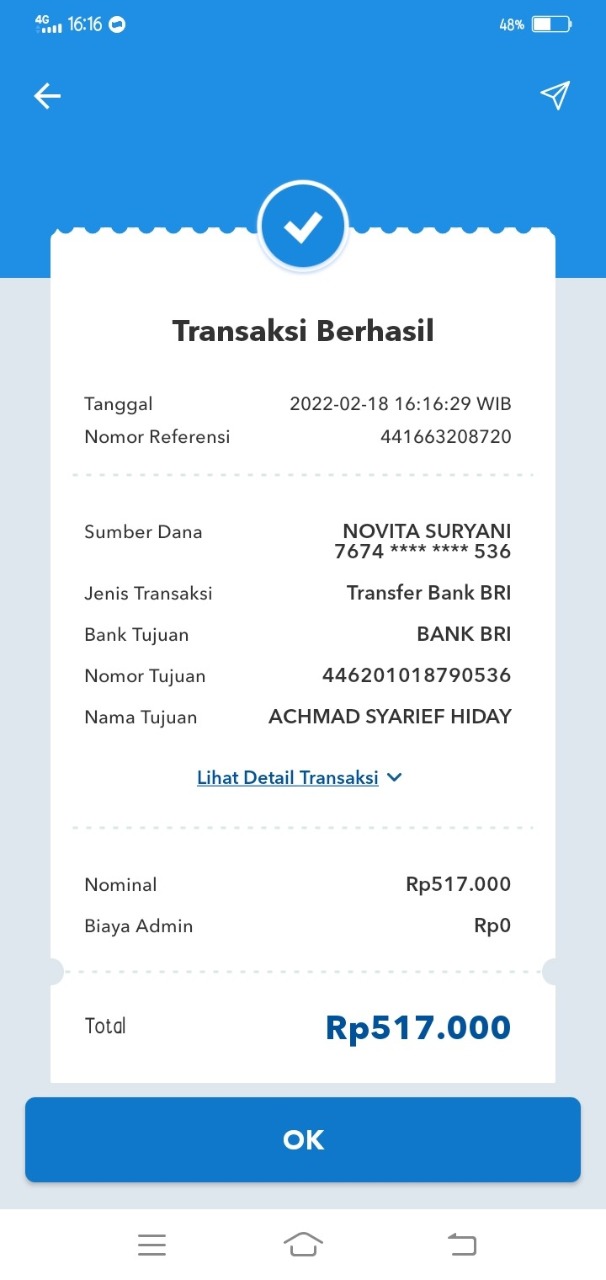 4G 16:16 48%
Transaksi Berhasil
Tanggal 2022-02-18 16:16:29 WIB
Nomor Referensi 441663208720
Sumber Dana NOVITA SURYANI
7674 **** **** 536
Jenis Transaksi Transfer Bank BRI
Bank Tujuan BANK BRI
Nomor Tujuan 446201018790536
Nama Tujuan ACHMAD SYARIEF HIDAY
Lihat Detail Transaksi
Nominal Rp517.000
Biaya Admin Rp0
Total Rp517.000
OK